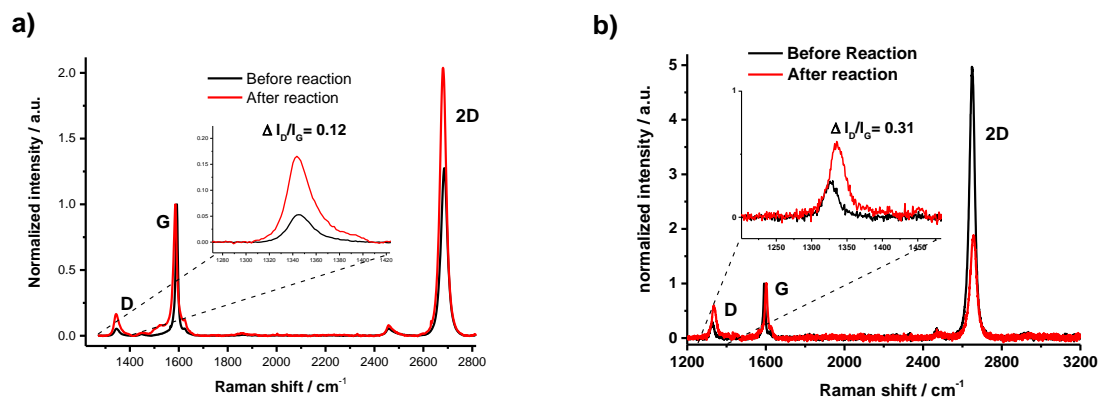 a)
Normalized intensity / a.u.
2.0
1.5
1.0
0.5
0.0
Before reaction
After reaction
Δ I_D/I_G= 0.12
0.20
0.15
0.10
0.05
0.00
1280 1300 1320 1340 1360 1380 1400 1420
G
D
2D
1400 1600 1800 2000 2200 2400 2600 2800
Raman shift / cm⁻¹
b)
normalized intensity / a.u.
5
4
3
2
1
0
Before Reaction
After reaction
1
0
Δ I_D/I_G= 0.31
1250 1300 1350 1400 1450
2D
D
G
1200 1600 2000 2400 2800 3200
Raman shift / cm⁻¹